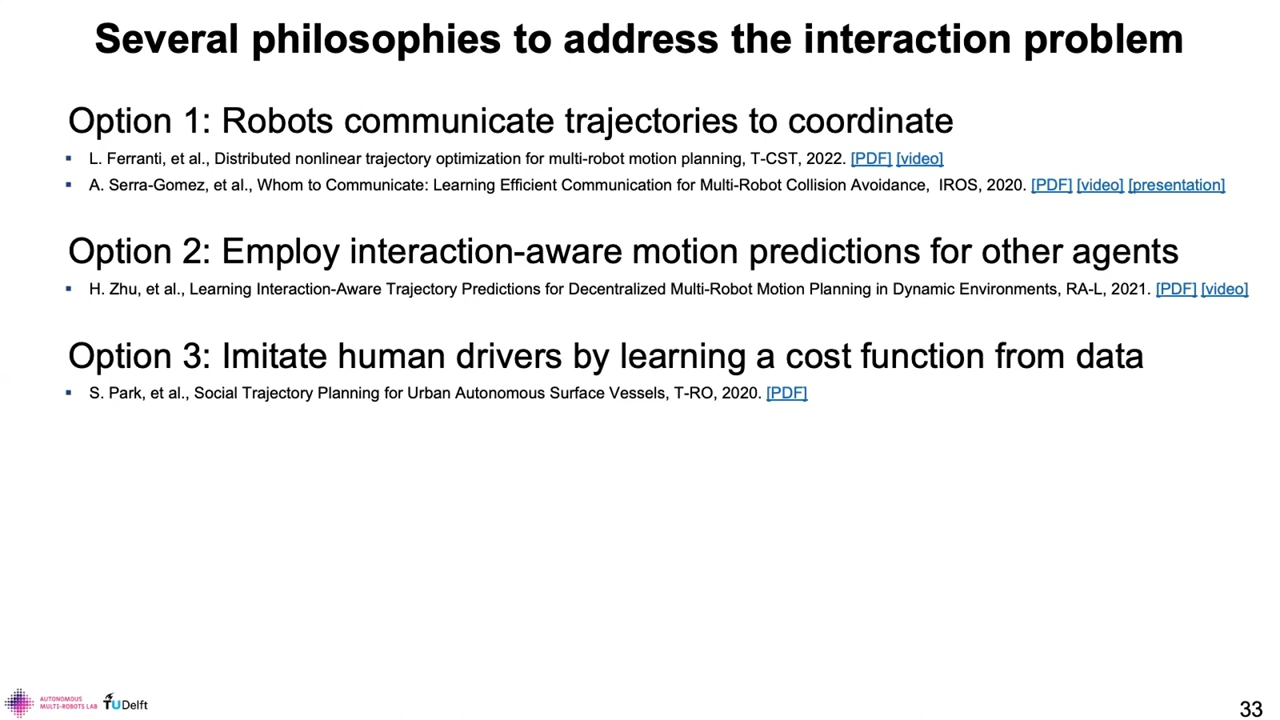 Several philosophies to address the interaction problem
Option 1: Robots communicate trajectories to coordinate
▪ L. Ferranti, et al., Distributed nonlinear trajectory optimization for multi-robot motion planning, T-CST, 2022. [PDF] [video]
▪ A. Serra-Gomez, et al., Whom to Communicate: Learning Efficient Communication for Multi-Robot Collision Avoidance, IROS, 2020. [PDF] [video] [presentation]
Option 2: Employ interaction-aware motion predictions for other agents
▪ H. Zhu, et al., Learning Interaction-Aware Trajectory Predictions for Decentralized Multi-Robot Motion Planning in Dynamic Environments, RA-L, 2021. [PDF] [video]
Option 3: Imitate human drivers by learning a cost function from data
▪ S. Park, et al., Social Trajectory Planning for Urban Autonomous Surface Vessels, T-RO, 2020. [PDF]
AUTONOMOUS
MULTI-ROBOTS LAB
TUDelft
33